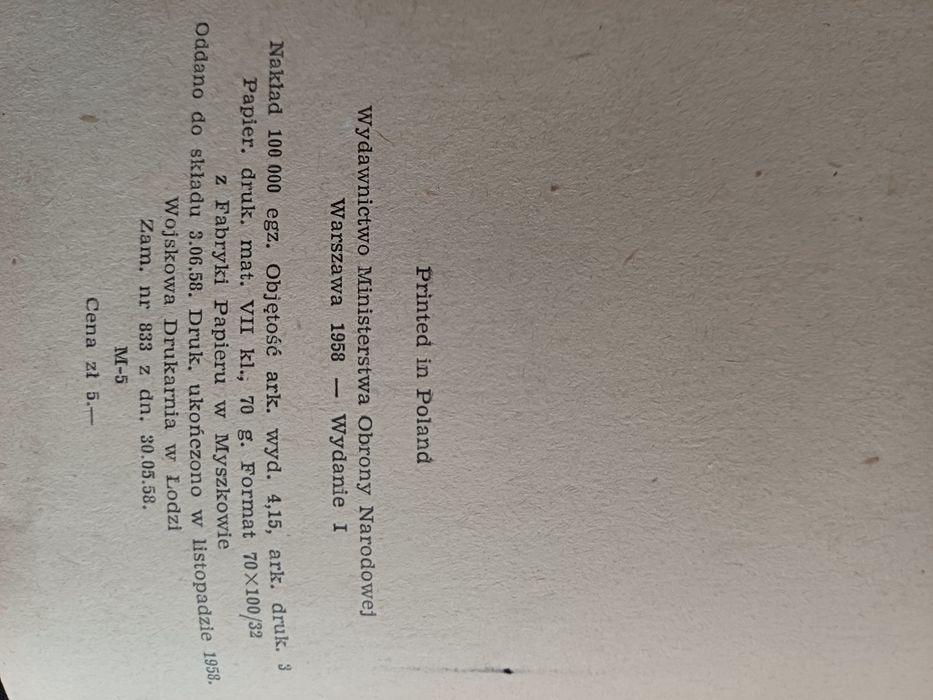 Printed in Poland
Wydawnictwo Ministerstwa Obrony Narodowej
Warszawa 1958 — Wydanie I
Nakład 100 000 egz. Objętość ark. wyd. 4,15, ark. druk. 3
Papier. druk. mat. VII kl., 70 g. Format 70×100/32
z Fabryki Papieru w Myszkowie
Oddano do składu 3.06.58. Druk. ukończono w listopadzie 1958.
Wojskowa Drukarnia w Łodzi
Zam. nr 833 z dn. 30.05.58.
M-5
Cena zł 5.—